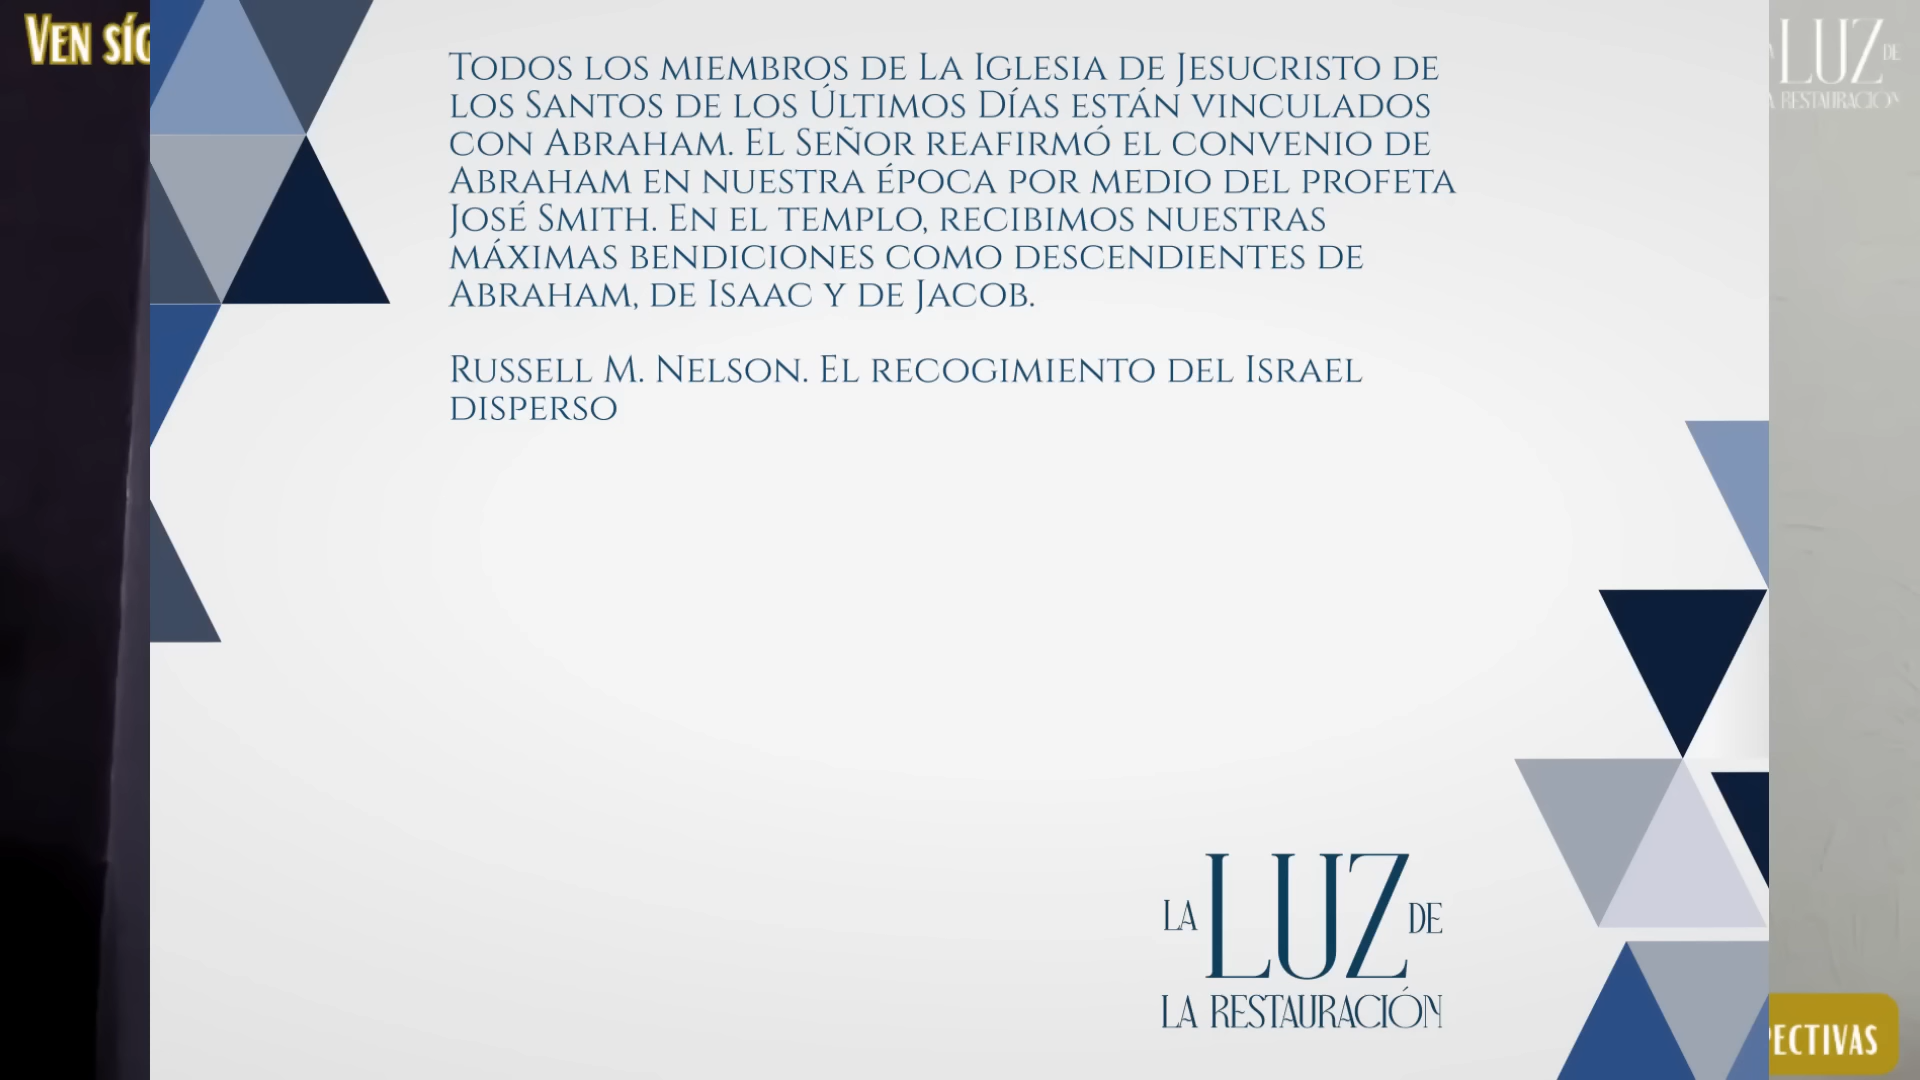 VEN SÍG
TODOS LOS MIEMBROS DE LA IGLESIA DE JESUCRISTO DE
LOS SANTOS DE LOS ÚLTIMOS DÍAS ESTÁN VINCULADOS
CON ABRAHAM. EL SEÑOR REAFIRMÓ EL CONVENIO DE
ABRAHAM EN NUESTRA ÉPOCA POR MEDIO DEL PROFETA
JOSÉ SMITH. EN EL TEMPLO, RECIBIMOS NUESTRAS
MÁXIMAS BENDICIONES COMO DESCENDIENTES DE
ABRAHAM, DE ISAAC Y DE JACOB.
RUSSELL M. NELSON. EL RECOGIMIENTO DEL ISRAEL
DISPERSO
LUZ DE
LA RESTAURACIÓN
LA LUZ DE
LA RESTAURACIÓN
PECTIVAS